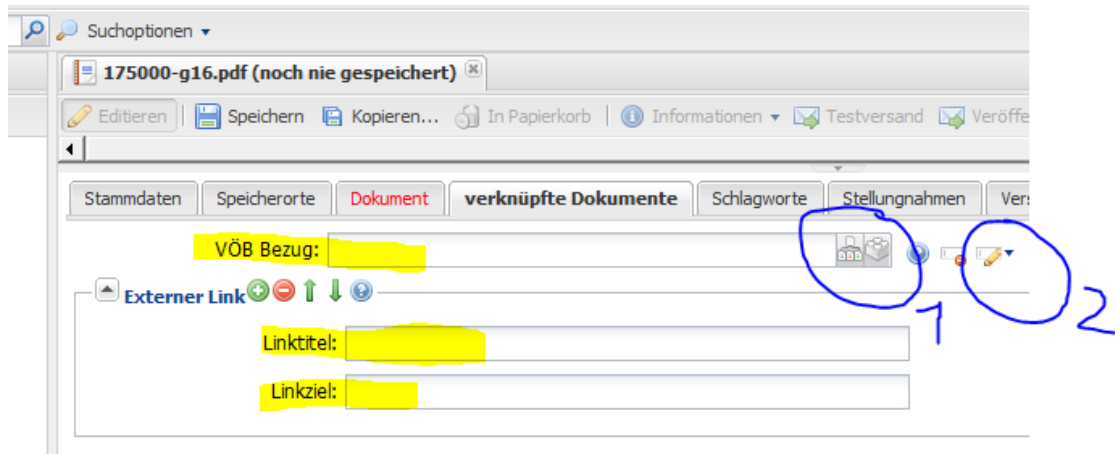 Suchoptionen
175000-g16.pdf (noch nie gespeichert)
Editieren Speichern Kopieren... In Papierkorb Informationen Testversand Veröffe
Stammdaten Speicherorte Dokument verknüpfte Dokumente Schlagworte Stellungnahmen Vers
VÖB Bezug:
1
2
Externer Link
Linktitel:
Linkziel: